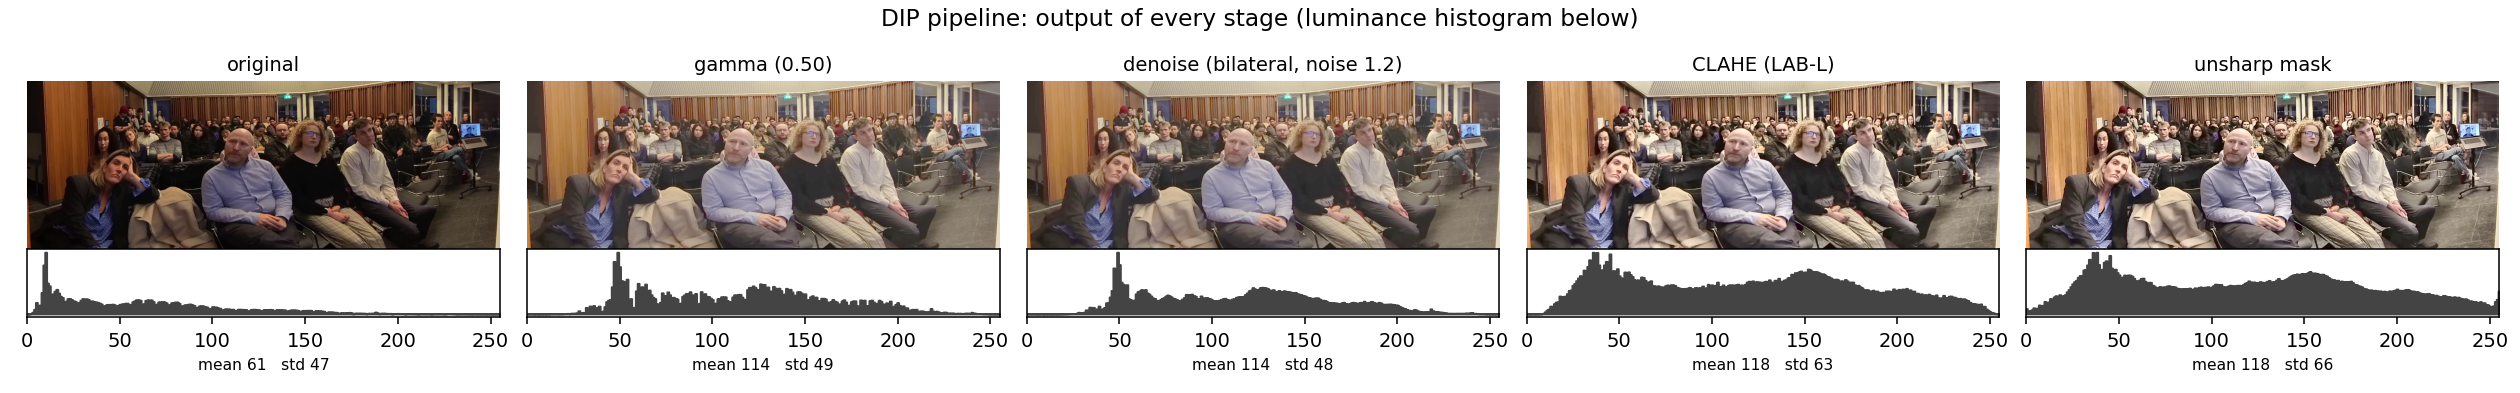 DIP pipeline: output of every stage (luminance histogram below)
original
gamma (0.50)
denoise (bilateral, noise 1.2)
CLAHE (LAB-L)
unsharp mask
0 50 100 150 200 250
0 50 100 150 200 250
0 50 100 150 200 250
0 50 100 150 200 250
0 50 100 150 200 250
mean 61 std 47
mean 114 std 49
mean 114 std 48
mean 118 std 63
mean 118 std 66